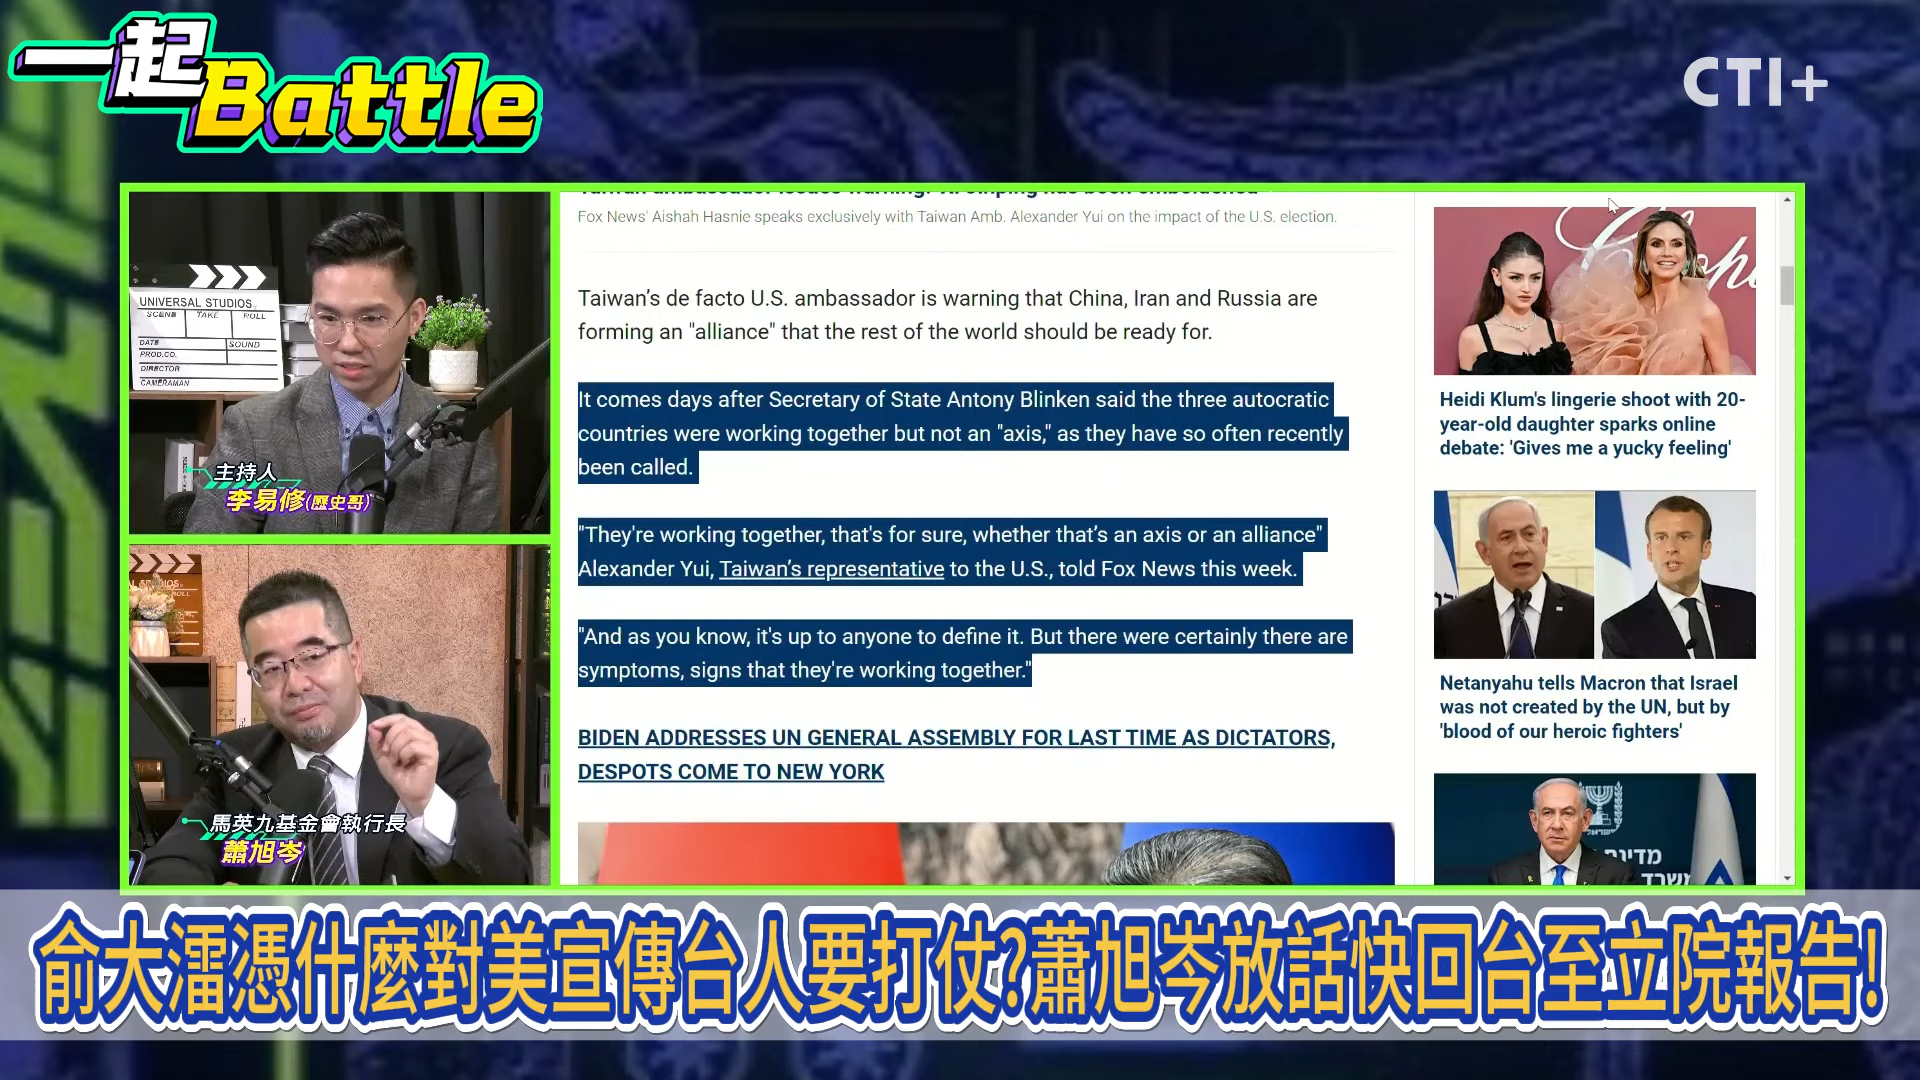 一起Battle
CTI+
UNIVERSAL STUDIOS
SCENE TAKE ROLL
DATE SOUND
PROD.CO.
DIRECTOR
CAMERAMAN
主持人
李易修(歷史哥)
ROLL
馬英九基金會執行長
蕭旭岑
Fox News' Aishah Hasnie speaks exclusively with Taiwan Amb. Alexander Yui on the impact of the U.S. election.
Taiwan’s de facto U.S. ambassador is warning that China, Iran and Russia are
forming an "alliance" that the rest of the world should be ready for.
It comes days after Secretary of State Antony Blinken said the three autocratic
countries were working together but not an "axis," as they have so often recently
been called.
"They're working together, that's for sure, whether that’s an axis or an alliance"
Alexander Yui, Taiwan’s representative to the U.S., told Fox News this week.
"And as you know, it's up to anyone to define it. But there were certainly there are
symptoms, signs that they're working together."
BIDEN ADDRESSES UN GENERAL ASSEMBLY FOR LAST TIME AS DICTATORS,
DESPOTS COME TO NEW YORK
Heidi Klum's lingerie shoot with 20-
year-old daughter sparks online
debate: 'Gives me a yucky feeling'
Netanyahu tells Macron that Israel
was not created by the UN, but by
'blood of our heroic fighters'
俞大㵢憑什麼對美宣傳台人要打仗?蕭旭岑放話快回台至立院報告!